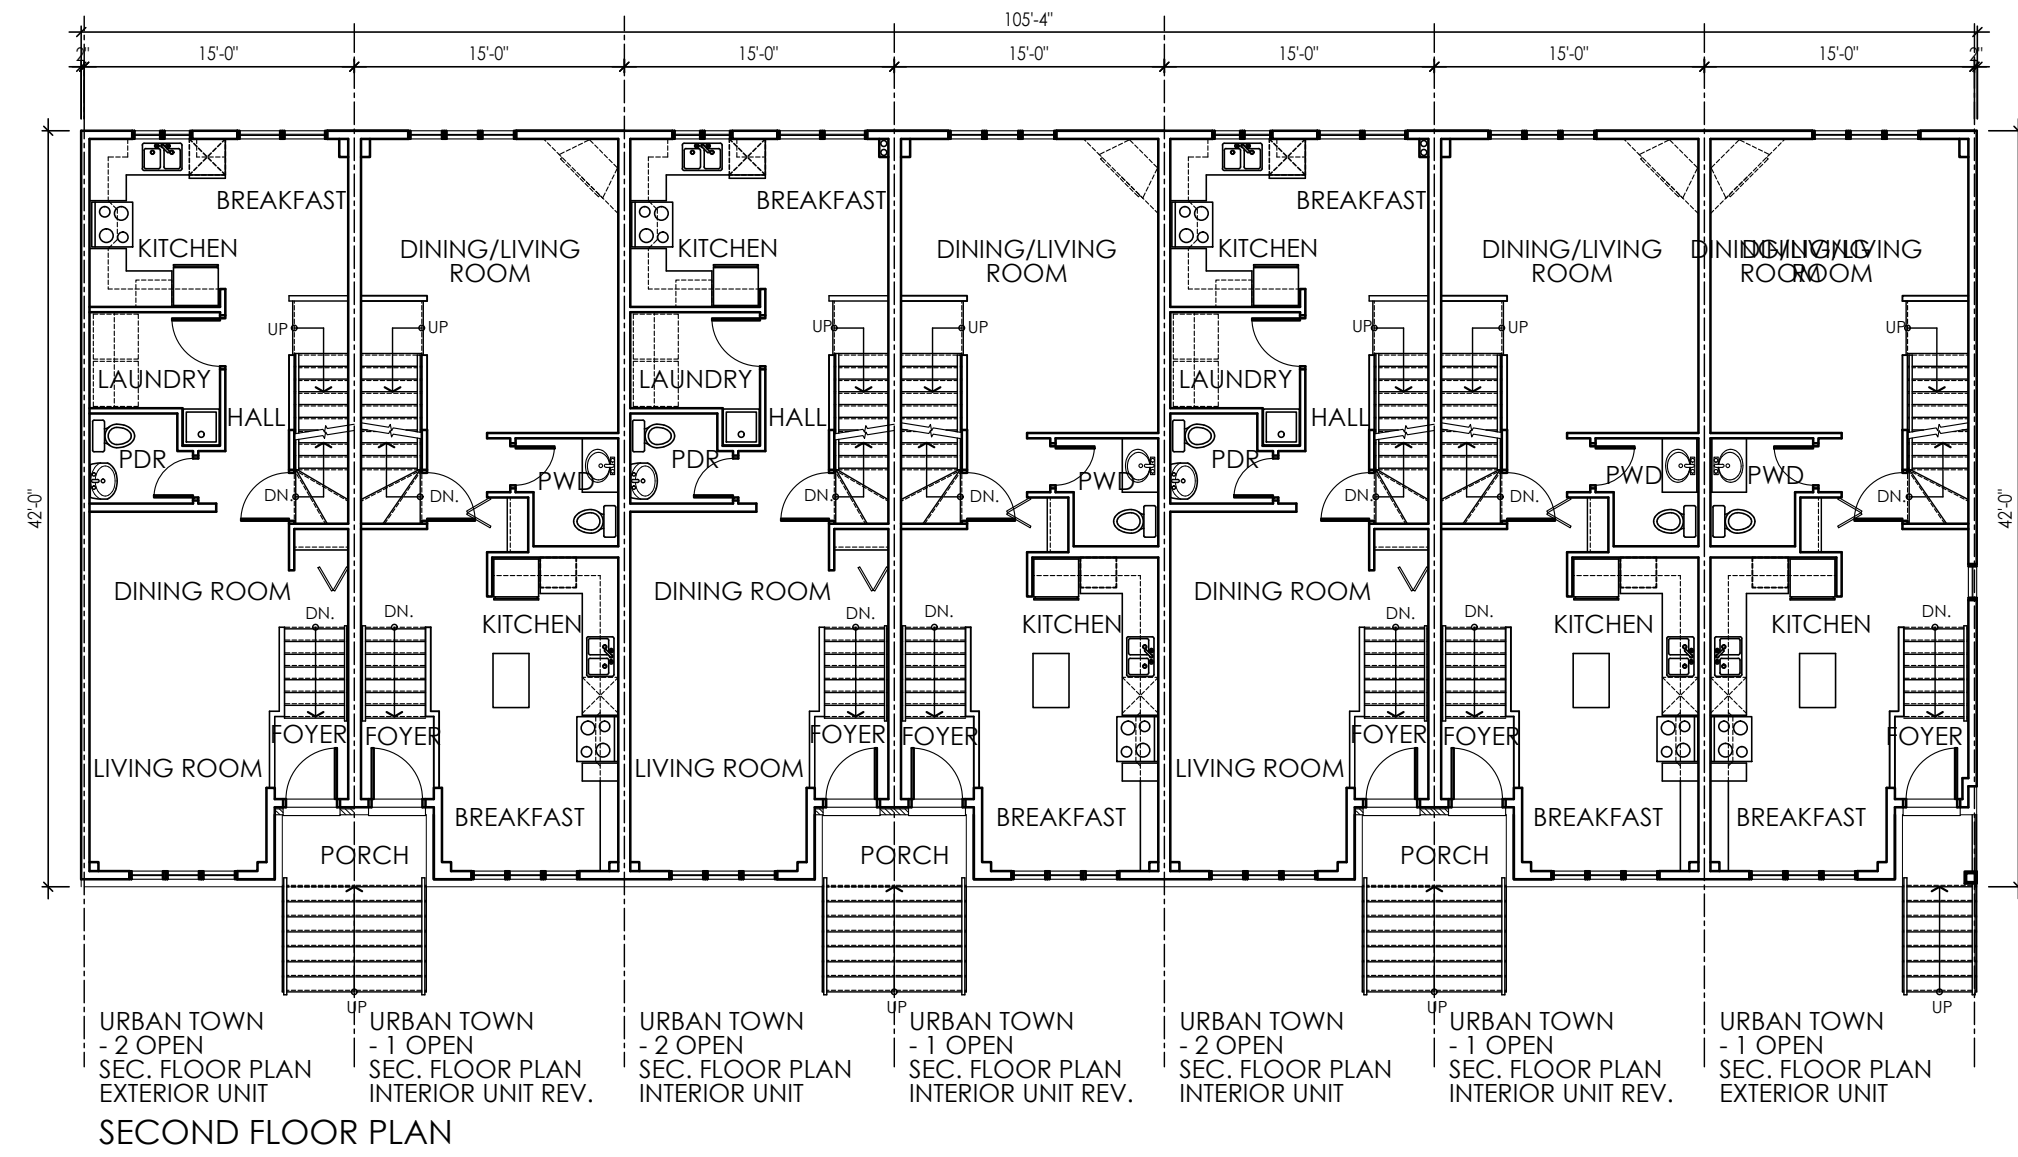 105'-4"
2" 15'-0" 15'-0" 15'-0" 15'-0" 15'-0" 15'-0" 15'-0" 2"
BREAKFAST BREAKFAST BREAKFAST
KITCHEN DINING/LIVING KITCHEN DINING/LIVING KITCHEN DINING/LIVING DINING/LIVING DINING/LIVING
ROOM ROOM ROOM ROOM ROOM
UP UP UP UP UP UP UP
LAUNDRY LAUNDRY LAUNDRY
HALL HALL HALL
PDR PWD PDR PWD PDR PWD PWD
DN. DN. DN. DN. DN. DN. DN.
42'-0" 42'-0"
DINING ROOM DINING ROOM DINING ROOM
DN. DN. DN. DN. DN. DN. DN.
KITCHEN KITCHEN KITCHEN KITCHEN
FOYER FOYER FOYER FOYER FOYER FOYER FOYER
LIVING ROOM LIVING ROOM LIVING ROOM
BREAKFAST BREAKFAST BREAKFAST BREAKFAST
PORCH PORCH PORCH
UP UP UP UP
URBAN TOWN
- 2 OPEN
SEC. FLOOR PLAN
EXTERIOR UNIT
URBAN TOWN
- 1 OPEN
SEC. FLOOR PLAN
INTERIOR UNIT REV.
URBAN TOWN
- 2 OPEN
SEC. FLOOR PLAN
INTERIOR UNIT
URBAN TOWN
- 1 OPEN
SEC. FLOOR PLAN
INTERIOR UNIT REV.
URBAN TOWN
- 2 OPEN
SEC. FLOOR PLAN
INTERIOR UNIT
URBAN TOWN
- 1 OPEN
SEC. FLOOR PLAN
INTERIOR UNIT REV.
URBAN TOWN
- 1 OPEN
SEC. FLOOR PLAN
EXTERIOR UNIT
SECOND FLOOR PLAN